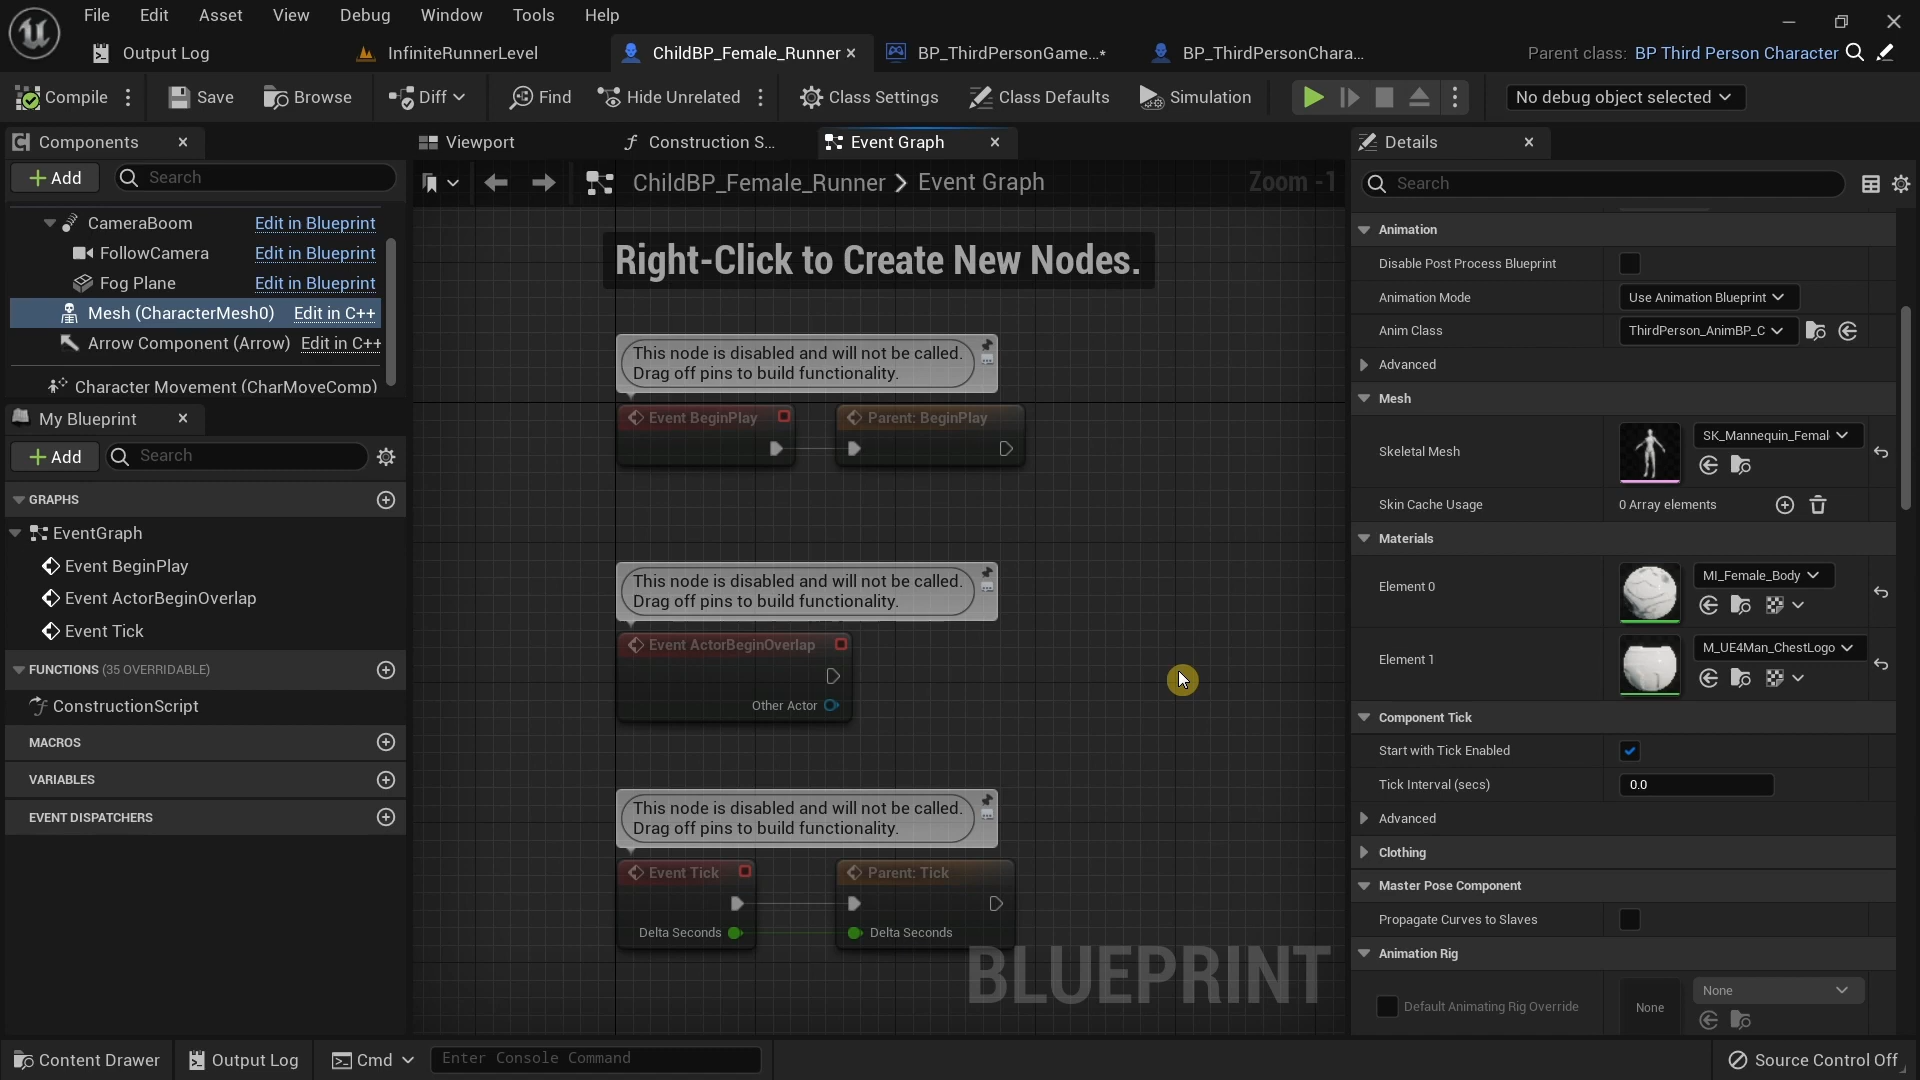 File Edit Asset View Debug Window Tools Help
Output Log InfiniteRunnerLevel ChildBP_Female_Runner BP_ThirdPersonGame...* BP_ThirdPersonChara... Parent class: BP Third Person Character
Compile Save Browse Diff Find Hide Unrelated Class Settings Class Defaults Simulation No debug object selected
Components
Add Search
CameraBoom Edit in Blueprint
FollowCamera Edit in Blueprint
Fog Plane Edit in Blueprint
Mesh (CharacterMesh0) Edit in C++
Arrow Component (Arrow) Edit in C++
Character Movement (CharMoveComp)
My Blueprint
Add Search
GRAPHS
EventGraph
Event BeginPlay
Event ActorBeginOverlap
Event Tick
FUNCTIONS (35 OVERRIDABLE)
ConstructionScript
MACROS
VARIABLES
EVENT DISPATCHERS
Viewport Construction S... Event Graph
ChildBP_Female_Runner > Event Graph Zoom -1
Right-Click to Create New Nodes.
This node is disabled and will not be called.
Drag off pins to build functionality.
Event BeginPlay Parent: BeginPlay
This node is disabled and will not be called.
Drag off pins to build functionality.
Event ActorBeginOverlap
Other Actor
This node is disabled and will not be called.
Drag off pins to build functionality.
Event Tick Parent: Tick
Delta Seconds Delta Seconds
BLUEPRINT
Details
Search
Animation
Disable Post Process Blueprint
Animation Mode Use Animation Blueprint
Anim Class ThirdPerson_AnimBP_C
Advanced
Mesh
Skeletal Mesh SK_Mannequin_Femal
Skin Cache Usage 0 Array elements
Materials
Element 0 MI_Female_Body
Element 1 M_UE4Man_ChestLogo
Component Tick
Start with Tick Enabled
Tick Interval (secs) 0.0
Advanced
Clothing
Master Pose Component
Propagate Curves to Slaves
Animation Rig
Default Animating Rig Override None None
Content Drawer Output Log Cmd Enter Console Command Source Control Off